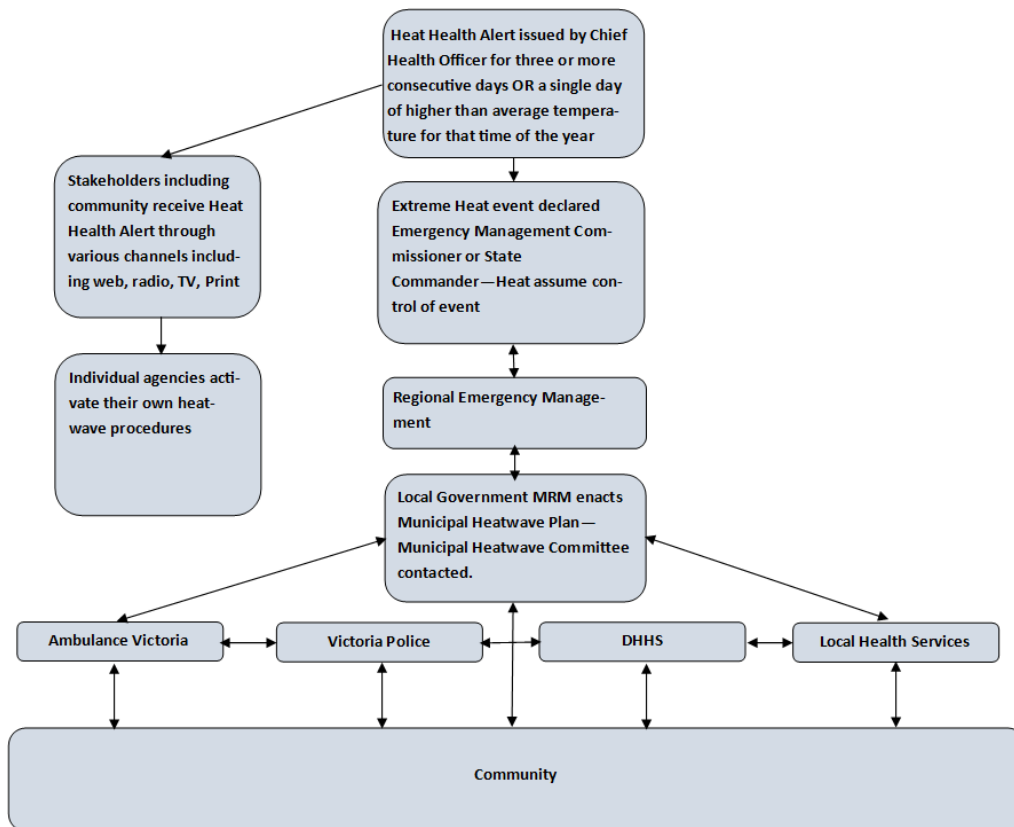 Heat Health Alert issued by Chief
Health Officer for three or more
consecutive days OR a single day
of higher than average tempera-
ture for that time of the year
Stakeholders including
community receive Heat
Health Alert through
various channels includ-
ing web, radio, TV, Print
Extreme Heat event declared
Emergency Management Com-
missioner or State
Commander—Heat assume con-
trol of event
Individual agencies acti-
vate their own heat-
wave procedures
Regional Emergency Manage-
ment
Local Government MRM enacts
Municipal Heatwave Plan—
Municipal Heatwave Committee
contacted.
Ambulance Victoria
Victoria Police
DHHS
Local Health Services
Community